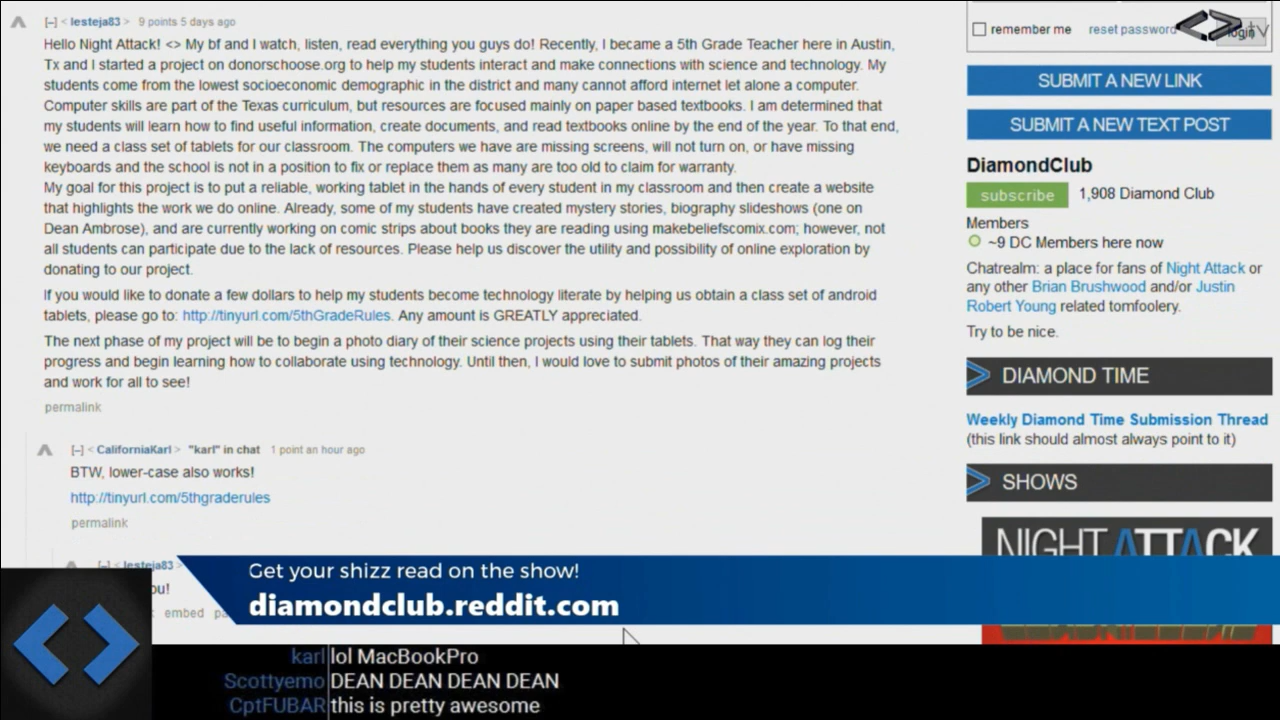 [–] < lesteja83 > 9 points 5 days ago
Hello Night Attack! <> My bf and I watch, listen, read everything you guys do! Recently, I became a 5th Grade Teacher here in Austin,
Tx and I started a project on donorschoose.org to help my students interact and make connections with science and technology. My
students come from the lowest socioeconomic demographic in the district and many cannot afford internet let alone a computer.
Computer skills are part of the Texas curriculum, but resources are focused mainly on paper based textbooks. I am determined that
my students will learn how to find useful information, create documents, and read textbooks online by the end of the year. To that end,
we need a class set of tablets for our classroom. The computers we have are missing screens, will not turn on, or have missing
keyboards and the school is not in a position to fix or replace them as many are too old to claim for warranty.
My goal for this project is to put a reliable, working tablet in the hands of every student in my classroom and then create a website
that highlights the work we do online. Already, some of my students have created mystery stories, biography slideshows (one on
Dean Ambrose), and are currently working on comic strips about books they are reading using makebeliefscomix.com; however, not
all students can participate due to the lack of resources. Please help us discover the utility and possibility of online exploration by
donating to our project.
If you would like to donate a few dollars to help my students become technology literate by helping us obtain a class set of android
tablets, please go to: http://tinyurl.com/5thGradeRules. Any amount is GREATLY appreciated.
The next phase of my project will be to begin a photo diary of their science projects using their tablets. That way they can log their
progress and begin learning how to collaborate using technology. Until then, I would love to submit photos of their amazing projects
and work for all to see!
permalink
[–] < CaliforniaKarl > "karl" in chat 1 point an hour ago
BTW, lower-case also works!
http://tinyurl.com/5thgraderules
permalink
[–] < lesteja83 >
ou!
embed
remember me reset password login
tv
SUBMIT A NEW LINK
SUBMIT A NEW TEXT POST
DiamondClub
subscribe 1,908 Diamond Club
Members
~9 DC Members here now
Chatrealm: a place for fans of Night Attack or
any other Brian Brushwood and/or Justin
Robert Young related tomfoolery.
Try to be nice.
DIAMOND TIME
Weekly Diamond Time Submission Thread
(this link should almost always point to it)
SHOWS
NIGHT ATTACK
Get your shizz read on the show!
diamondclub.reddit.com
karl lol MacBookPro
Scottyemo DEAN DEAN DEAN DEAN
CptFUBAR this is pretty awesome